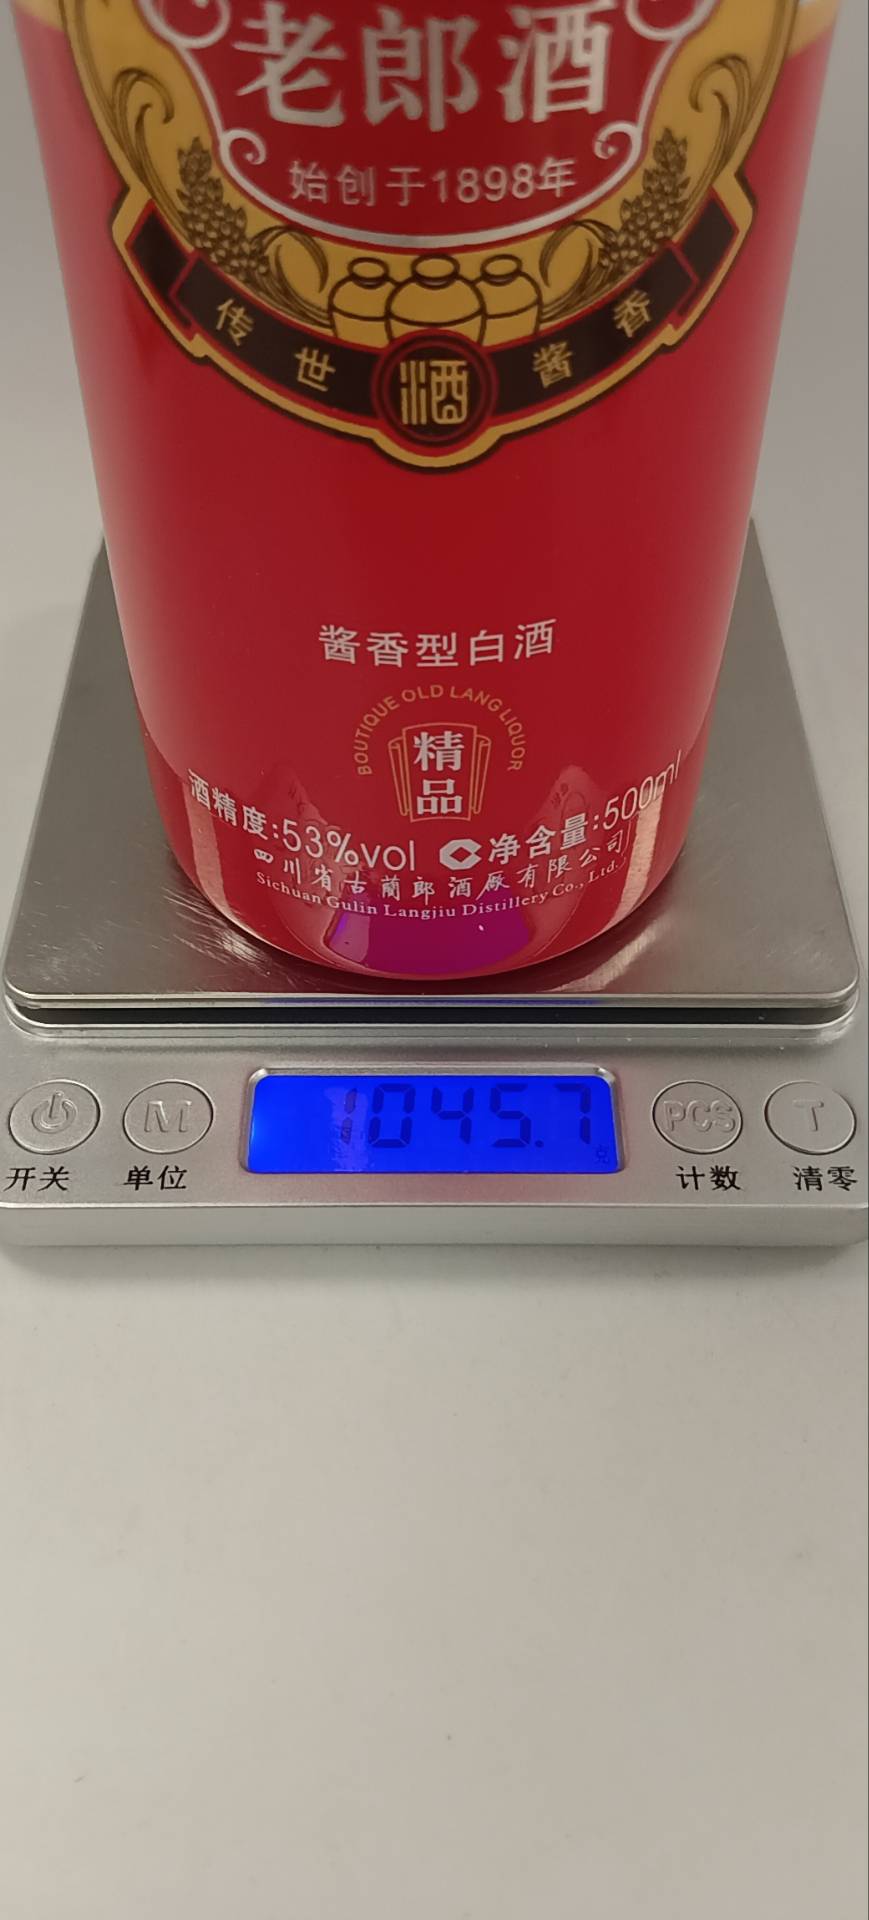 老郎酒
始创于1898年
传世 酒 酱香
酱香型白酒
BOUTIQUE OLD LANG LIQUOR
精
品
酒精度:53%vol C 净含量:500ml
四川省古蔺郎酒厰有限公司
Sichuan Gulin Langjiu Distillery Co., Ltd.
1045.7
克
M PCS T
开关 单位 计数 清零